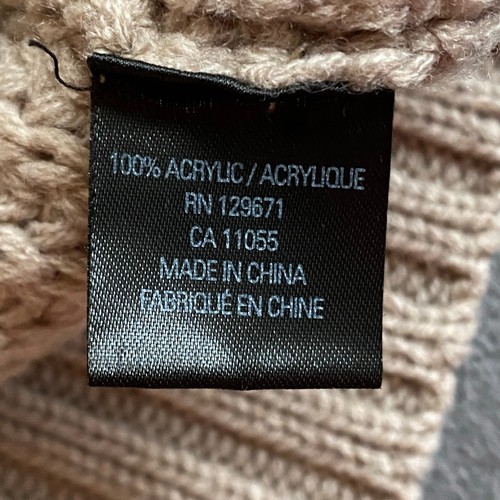 100% ACRYLIC / ACRYLIQUE
RN 129671
CA 11055
MADE IN CHINA
FABRIQUÉ EN CHINE